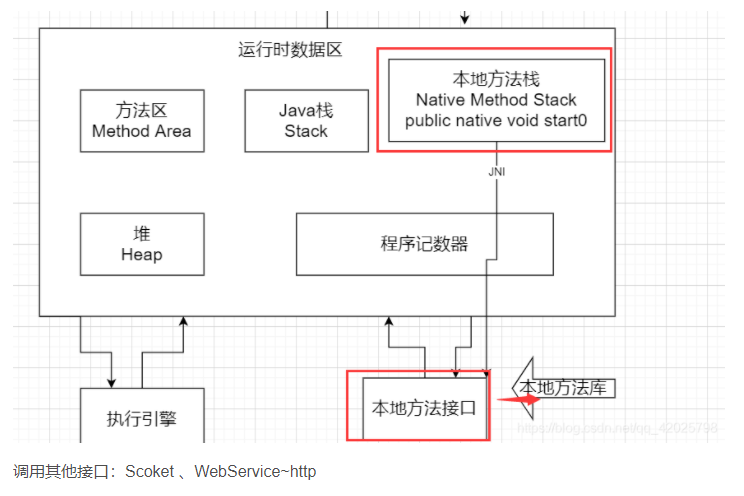 运行时数据区
本地方法栈
Native Method Stack
public native void start0
方法区
Method Area
Java栈
Stack
JNI
堆
Heap
程序记数器
执行引擎
本地方法接口
本地方法库
https://blog.csdn.net/qq_42025798
调用其他接口：Scoket 、WebService~http